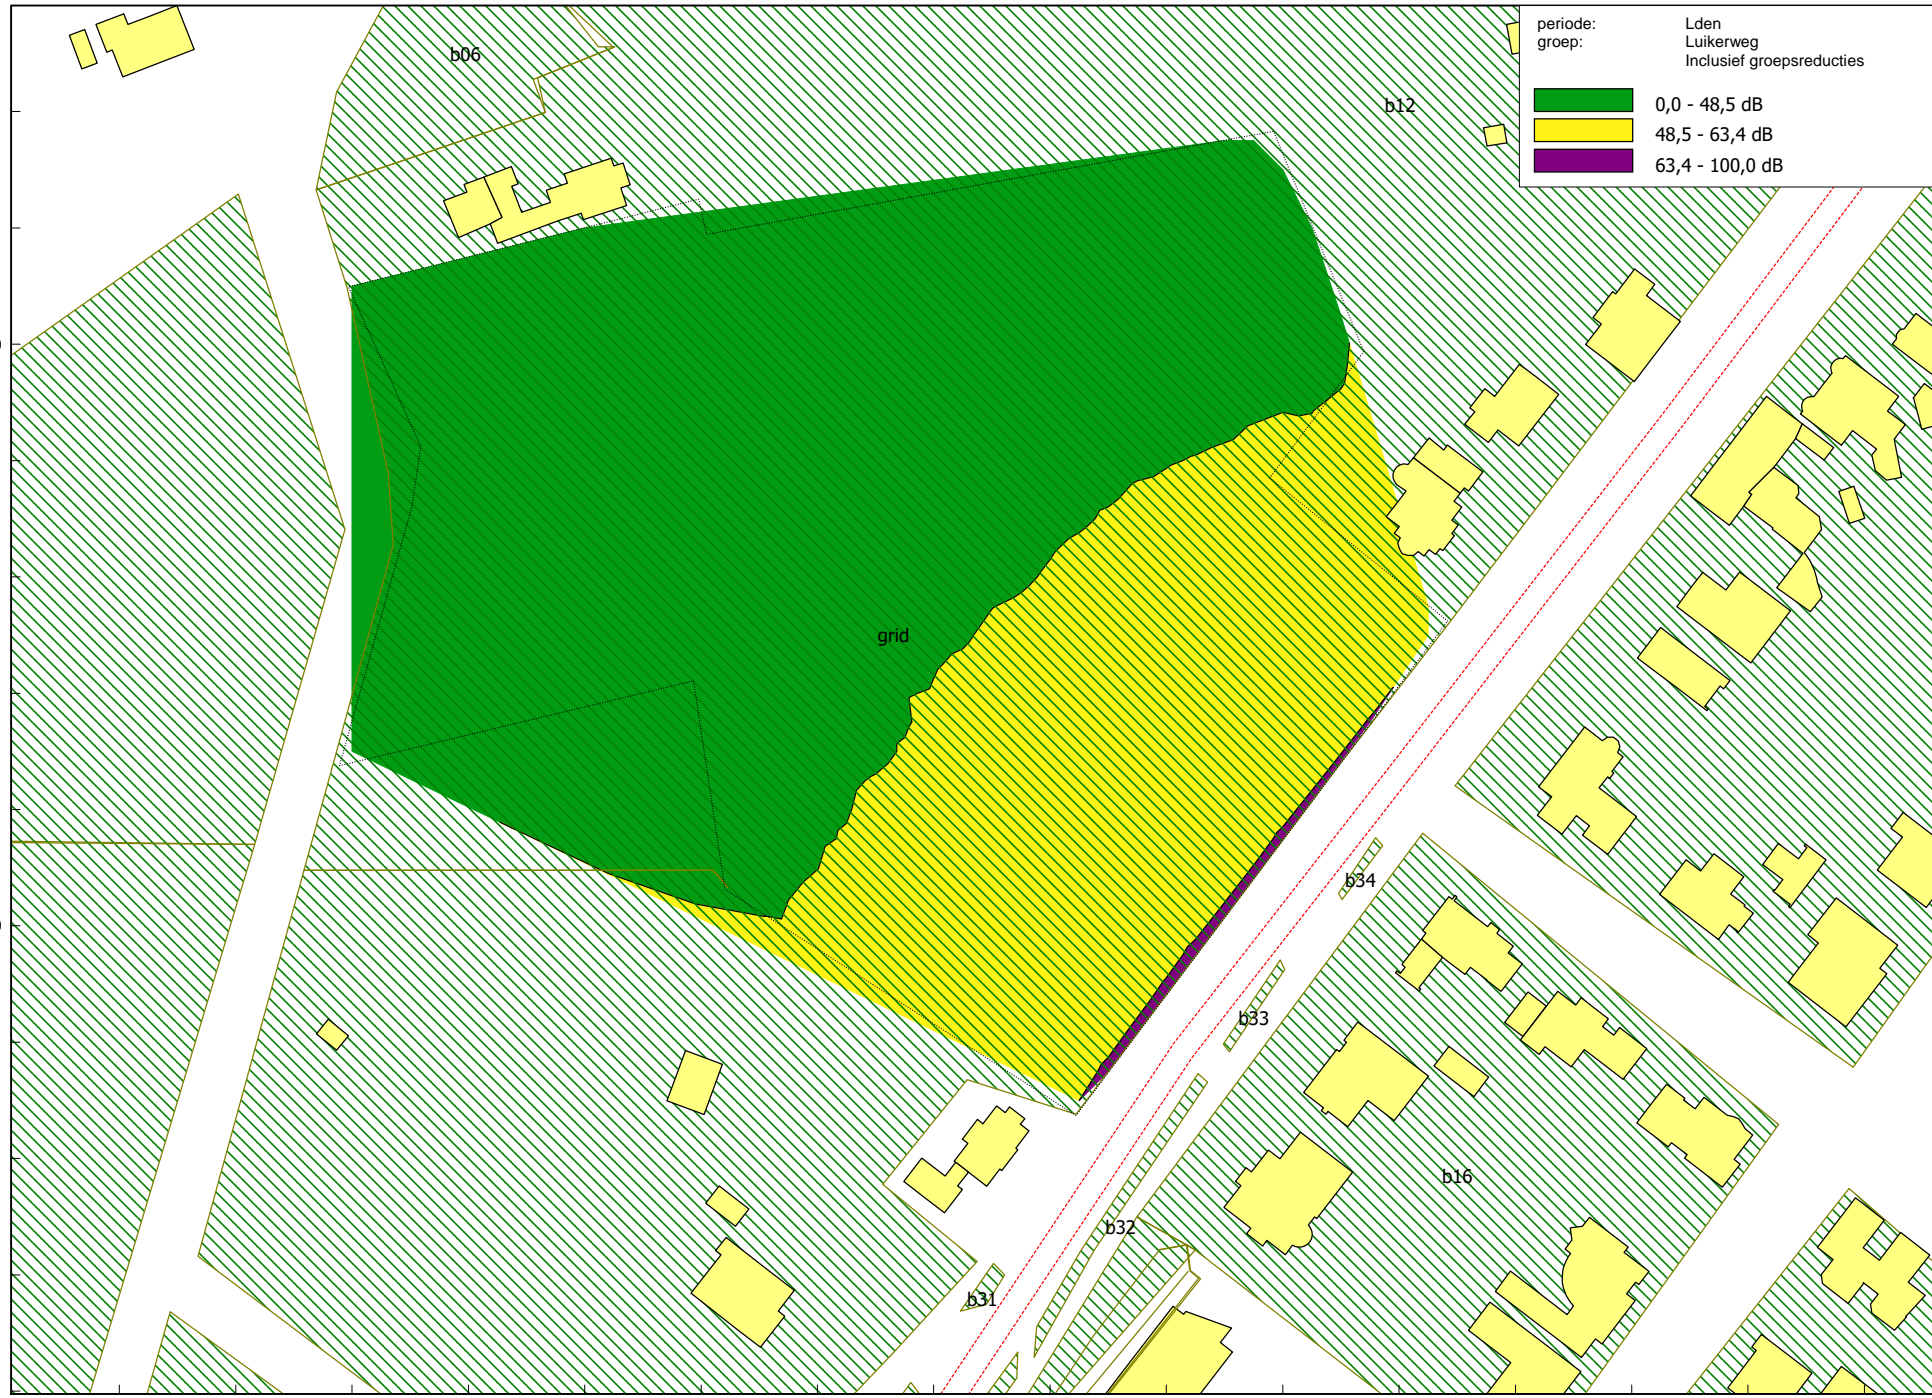 periode: Lden
groep: Luikerweg
Inclusief groepsreducties
0,0 - 48,5 dB
48,5 - 63,4 dB
63,4 - 100,0 dB
b06
b12
grid
b34
b33
b16
b32
b31